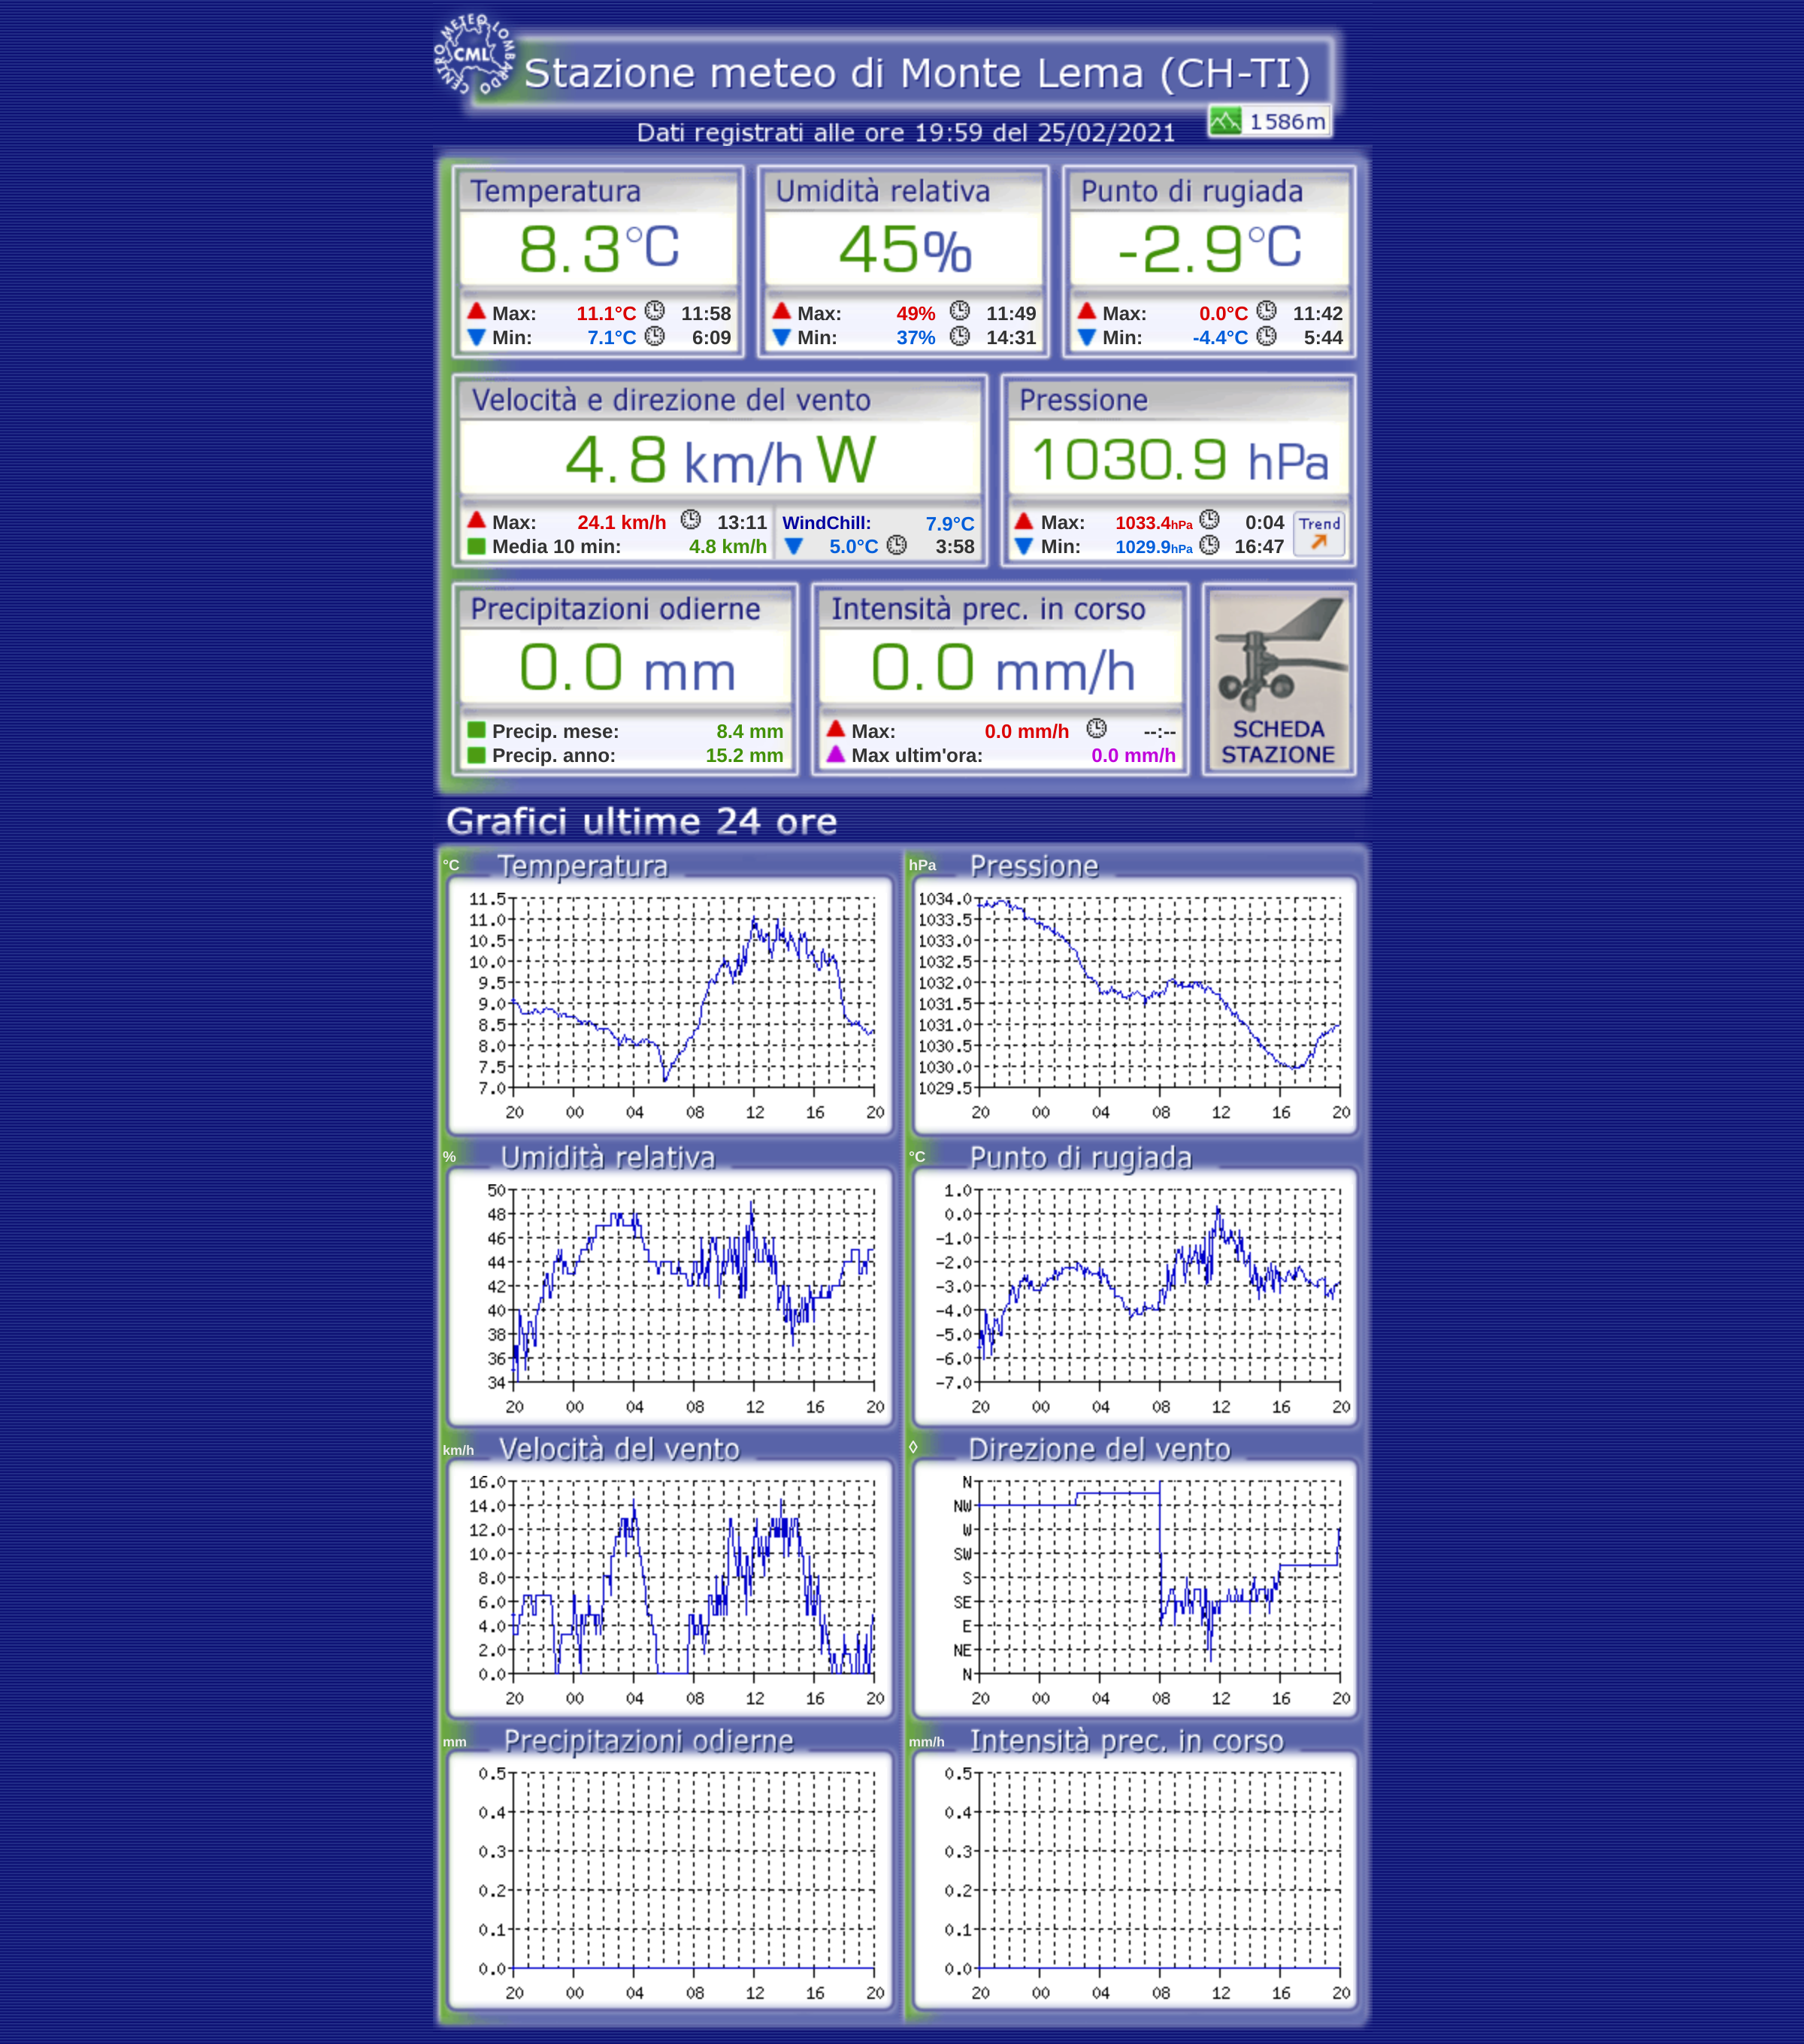 CENTRO METEO LOMBARDO
CML
Stazione meteo di Monte Lema (CH-TI)
Dati registrati alle ore 19:59 del 25/02/2021
1586m
Temperatura
8.3°C
Max: 11.1°C 11:58
Min: 7.1°C 6:09
Umidità relativa
45%
Max: 49% 11:49
Min: 37% 14:31
Punto di rugiada
-2.9°C
Max: 0.0°C 11:42
Min: -4.4°C 5:44
Velocità e direzione del vento
4.8 km/h W
Max: 24.1 km/h 13:11
Media 10 min: 4.8 km/h
WindChill: 7.9°C
5.0°C 3:58
Pressione
1030.9 hPa
Max: 1033.4hPa 0:04
Min: 1029.9hPa 16:47
Trend
Precipitazioni odierne
0.0 mm
Precip. mese: 8.4 mm
Precip. anno: 15.2 mm
Intensità prec. in corso
0.0 mm/h
Max: 0.0 mm/h --:--
Max ultim'ora: 0.0 mm/h
SCHEDA
STAZIONE
Grafici ultime 24 ore
°C Temperatura
11.5
11.0
10.5
10.0
9.5
9.0
8.5
8.0
7.5
7.0
20 00 04 08 12 16 20
hPa Pressione
1034.0
1033.5
1033.0
1032.5
1032.0
1031.5
1031.0
1030.5
1030.0
1029.5
20 00 04 08 12 16 20
% Umidità relativa
50
48
46
44
42
40
38
36
34
20 00 04 08 12 16 20
°C Punto di rugiada
1.0
0.0
-1.0
-2.0
-3.0
-4.0
-5.0
-6.0
-7.0
20 00 04 08 12 16 20
km/h Velocità del vento
16.0
14.0
12.0
10.0
8.0
6.0
4.0
2.0
0.0
20 00 04 08 12 16 20
◊ Direzione del vento
N
NW
W
SW
S
SE
E
NE
N
20 00 04 08 12 16 20
mm Precipitazioni odierne
0.5
0.4
0.3
0.2
0.1
0.0
20 00 04 08 12 16 20
mm/h Intensità prec. in corso
0.5
0.4
0.3
0.2
0.1
0.0
20 00 04 08 12 16 20